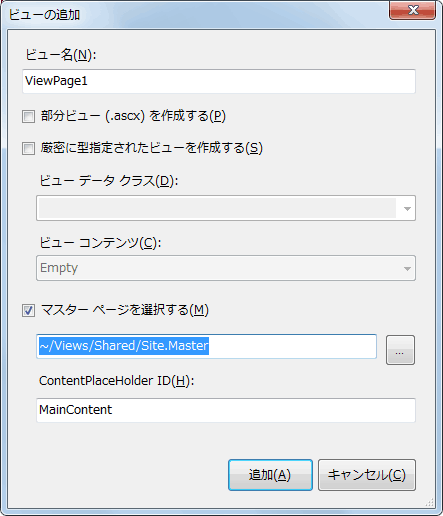 ビューの追加
ビュー名(N):
ViewPage1
部分ビュー (.ascx) を作成する(P)
厳密に型指定されたビューを作成する(S)
ビュー データ クラス(D):
ビュー コンテンツ(C):
Empty
マスター ページを選択する(M)
~/Views/Shared/Site.Master
...
ContentPlaceHolder ID(H):
MainContent
追加(A) キャンセル(C)